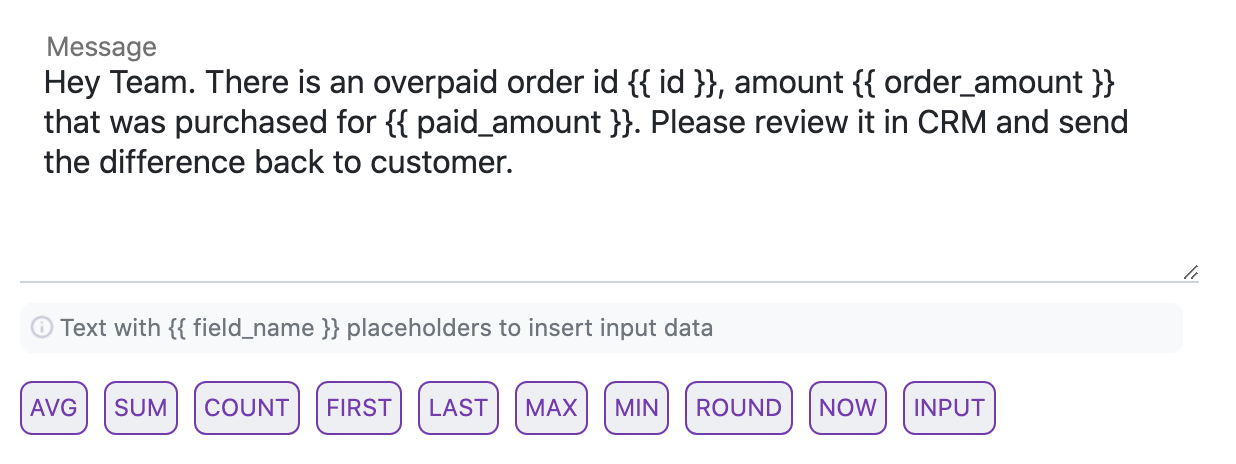 Message
Hey Team. There is an overpaid order id {{ id }}, amount {{ order_amount }}
that was purchased for {{ paid_amount }}. Please review it in CRM and send
the difference back to customer.
Text with {{ field_name }} placeholders to insert input data
AVG SUM COUNT FIRST LAST MAX MIN ROUND NOW INPUT